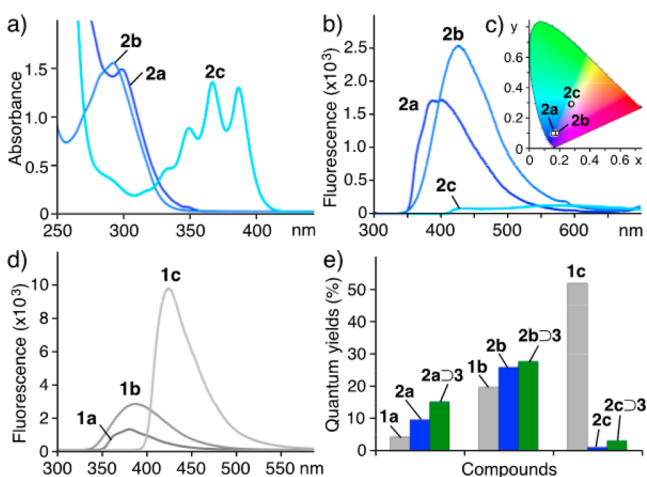 a)
Absorbance
1.5
1.0
0.5
0
2b
2a
2c
250
300
350
400
nm
b)
Fluorescence (x10³)
2.5
2.0
1.5
1.0
0.5
0
2b
2a
2c
300
400
500
600
nm
c)
y
0.6
0.4
0.2
0
2c
2a
2b
0
0.2
0.4
0.6
x
d)
Fluorescence (x10³)
10
8
6
4
2
0
1c
1b
1a
300
350
400
450
500
550
nm
e)
Quantum yields (%)
50
40
30
20
10
0
1a
2a
2a⊃3
1b
2b
2b⊃3
1c
2c
2c⊃3
Compounds